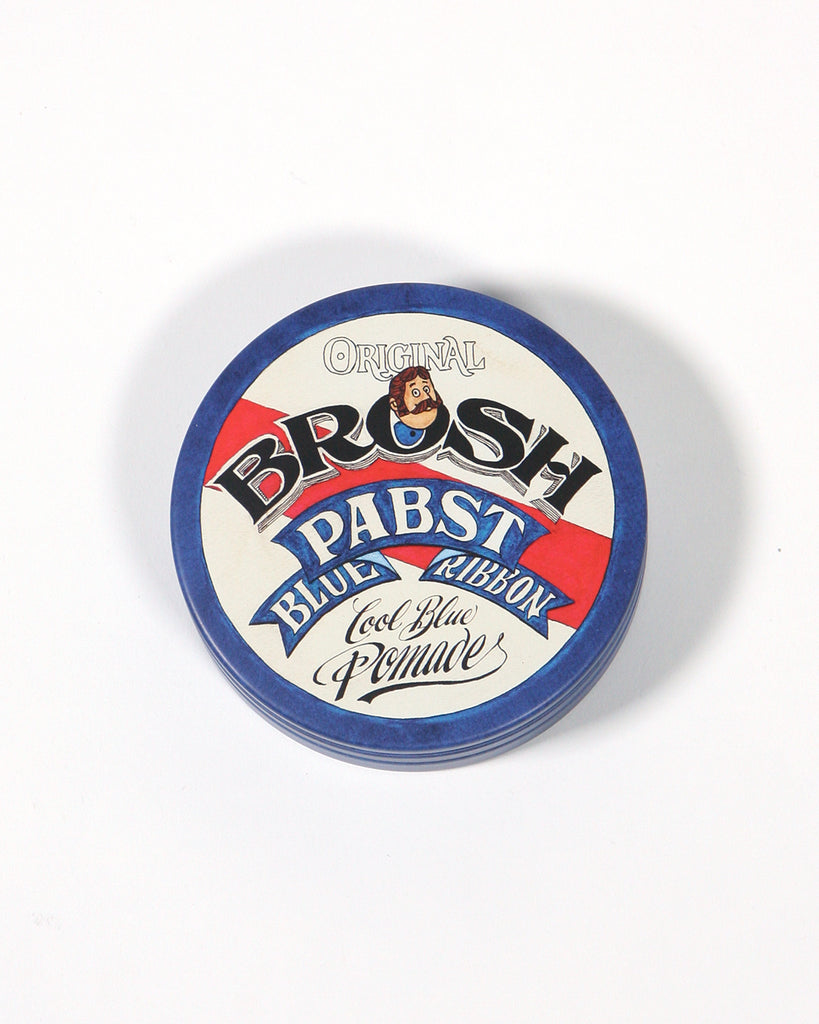 ORIGINAL
BROSH
PABST
BLUE RIBBON
Cool Blue
Pomade